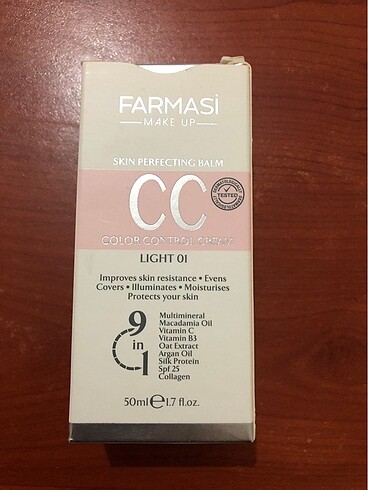 FARMASİ
MAKE UP
SKIN PERFECTING BALM
CC
DERMATOLOGICALLY
TESTED
COLOR CONTROL CREAM
LIGHT 01
Improves skin resistance • Evens
Covers • Illuminates • Moisturises
Protects your skin
9 in 1
Multimineral
Macadamia Oil
Vitamin C
Vitamin B3
Oat Extract
Argan Oil
Silk Protein
Spf 25
Collagen
50ml ℮ 1.7 fl.oz.